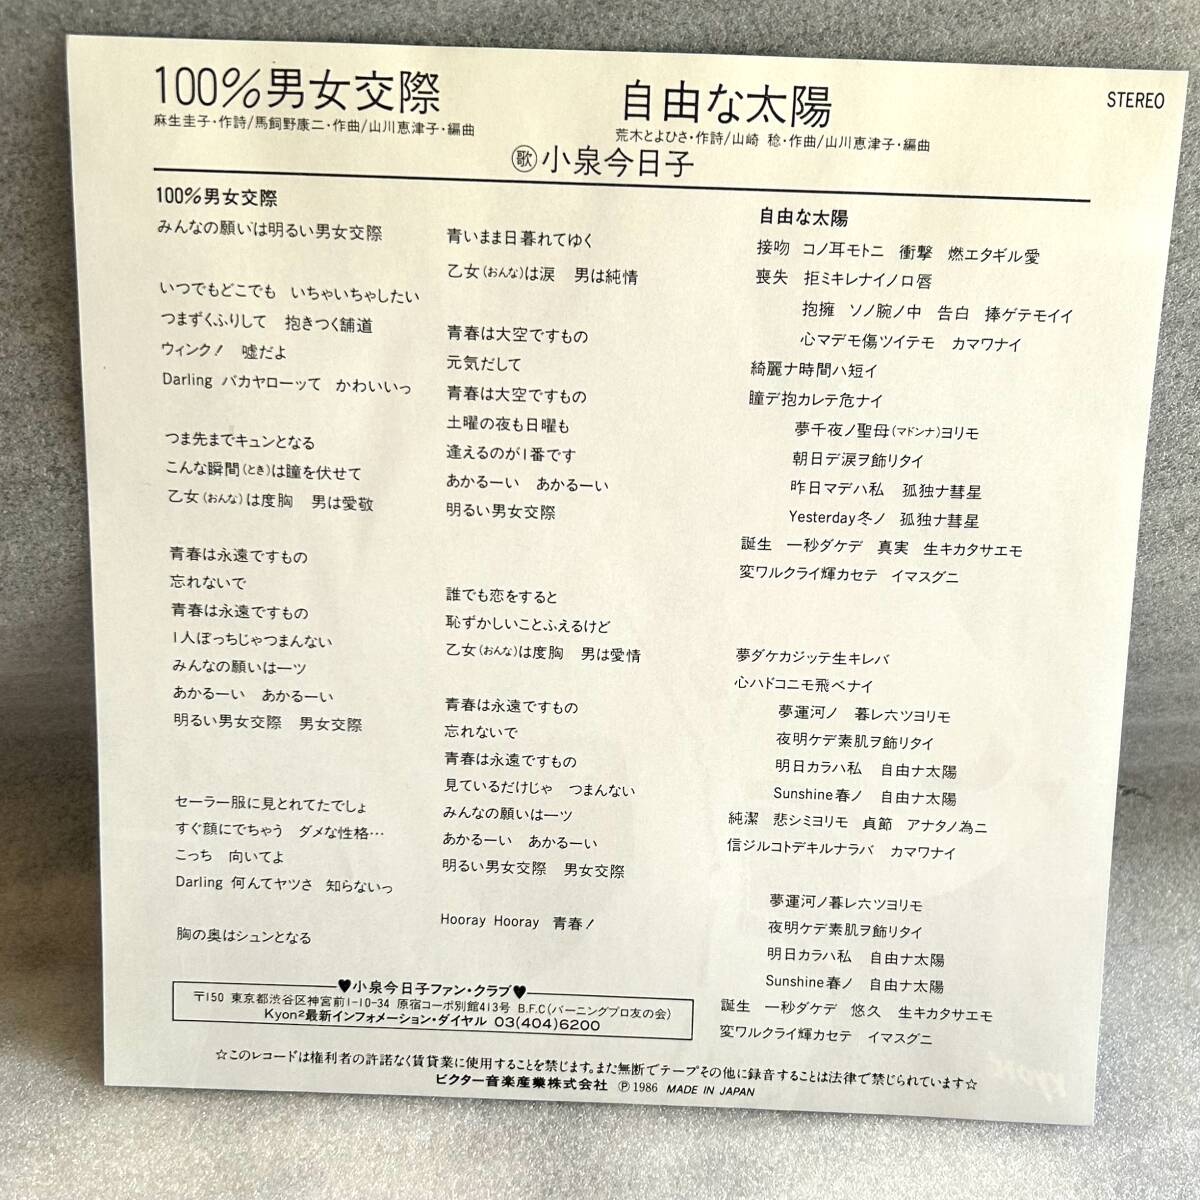 100%男女交際
麻生圭子・作詩/馬飼野康二・作曲/山川恵津子・編曲
自由な太陽
荒木とよひさ・作詩/山崎 稔・作曲/山川恵津子・編曲
STEREO
歌 小泉今日子
100%男女交際
みんなの願いは明るい男女交際
いつでもどこでも いちゃいちゃしたい
つまずくふりして 抱きつく舗道
ウィンク! 嘘だよ
Darling バカヤローッて かわいいっ
つま先までキュンとなる
こんな瞬間(とき)は瞳を伏せて
乙女(おんな)は度胸 男は愛敬
青春は永遠ですもの
忘れないで
青春は永遠ですもの
1人ぼっちじゃつまんない
みんなの願いは一ツ
あかるーい あかるーい
明るい男女交際 男女交際
セーラー服に見とれてたでしょ
すぐ顔にでちゃう ダメな性格…
こっち 向いてよ
Darling 何んてヤツさ 知らないっ
胸の奥はシュンとなる
青いまま日暮れてゆく
乙女(おんな)は涙 男は純情
青春は大空ですもの
元気だして
青春は大空ですもの
土曜の夜も日曜も
逢えるのが1番です
あかるーい あかるーい
明るい男女交際
誰でも恋をすると
恥ずかしいことふえるけど
乙女(おんな)は度胸 男は愛情
青春は永遠ですもの
忘れないで
青春は永遠ですもの
見ているだけじゃ つまんない
みんなの願いは一ツ
あかるーい あかるーい
明るい男女交際 男女交際
Hooray Hooray 青春!
自由な太陽
接吻 コノ耳モトニ 衝撃 燃エタギル愛
喪失 拒ミキレナイノ口唇
抱擁 ソノ腕ノ中 告白 捧ゲテモイイ
心マデモ傷ツイテモ カマワナイ
綺麗ナ時間ハ短イ
瞳デ抱カレテ危ナイ
夢千夜ノ聖母(マドンナ)ヨリモ
朝日デ涙ヲ飾リタイ
昨日マデハ私 孤独ナ彗星
Yesterday冬ノ 孤独ナ彗星
誕生 一秒ダケデ 真実 生キカタサエモ
変ワルクライ輝カセテ イマスグニ
夢ダケカジッテ生キレバ
心ハドコニモ飛ベナイ
夢運河ノ 暮レ六ツヨリモ
夜明ケデ素肌ヲ飾リタイ
明日カラハ私 自由ナ太陽
Sunshine春ノ 自由ナ太陽
純潔 悲シミヨリモ 貞節 アナタノ為ニ
信ジルコトデキルナラバ カマワナイ
夢運河ノ暮レ六ツヨリモ
夜明ケデ素肌ヲ飾リタイ
明日カラハ私 自由ナ太陽
Sunshine春ノ 自由ナ太陽
誕生 一秒ダケデ 悠久 生キカタサエモ
変ワルクライ輝カセテ イマスグニ
♥小泉今日子ファン・クラブ♥
〒150 東京都渋谷区神宮前1-10-34 原宿コーポ別館413号 B.F.C(バーニングプロ友の会)
Kyon²最新インフォメーション・ダイヤル 03(404)6200
☆このレコードは権利者の許諾なく賃貸業に使用することを禁じます。また無断でテープその他に録音することは法律で禁じられています☆
ビクター音楽産業株式会社 Ⓟ1986 MADE IN JAPAN